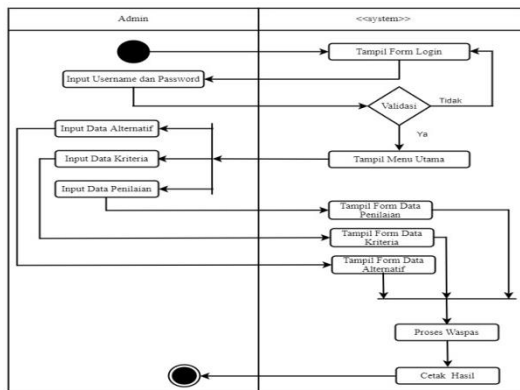 Admin
<<system>>
Tampil Form Login
Input Username dan Password
Validasi
Tidak
Ya
Input Data Alternatif
Input Data Kriteria
Tampil Menu Utama
Input Data Penilaian
Tampil Form Data
Penilaian
Tampil Form Data
Kriteria
Tampil Form Data
Alternatif
Proses Waspas
Cetak Hasil